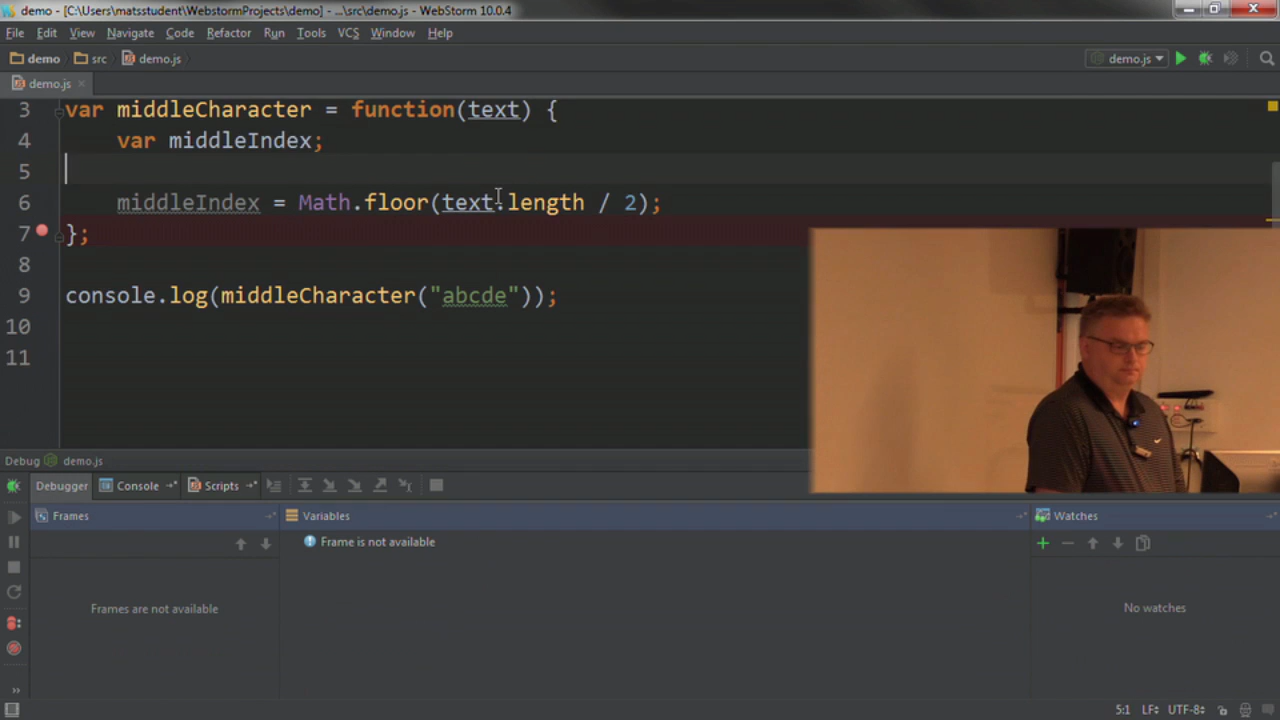 demo - [C:\Users\matsstudent\WebstormProjects\demo] - ...\src\demo.js - WebStorm 10.0.4
File Edit View Navigate Code Refactor Run Tools VCS Window Help
demo src demo.js demo.js
demo.js
3 var middleCharacter = function(text) {
4 var middleIndex;
5
6 middleIndex = Math.floor(text.length / 2);
7 };
8
9 console.log(middleCharacter("abcde"));
10
11
Debug demo.js
Debugger Console Scripts
Frames Variables Watches
Frame is not available
Frames are not available
No watches
5:1 LF UTF-8